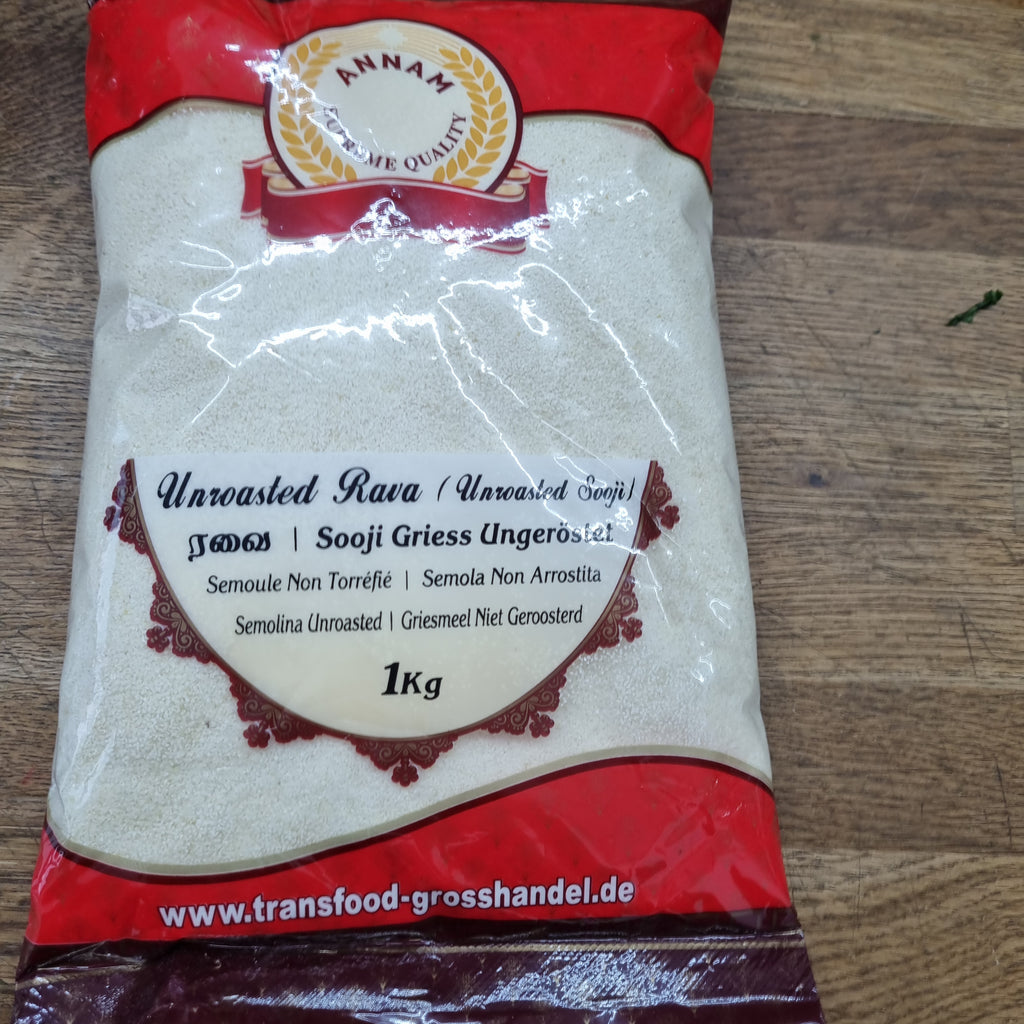 ANNAM
SUPREME QUALITY
Unroasted Rava (Unroasted Sooji)
ரவை | Sooji Griess Ungeröstet
Semoule Non Torréfié | Semola Non Arrostita
Semolina Unroasted | Griesmeel Niet Geroosterd
1Kg
www.transfood-grosshandel.de